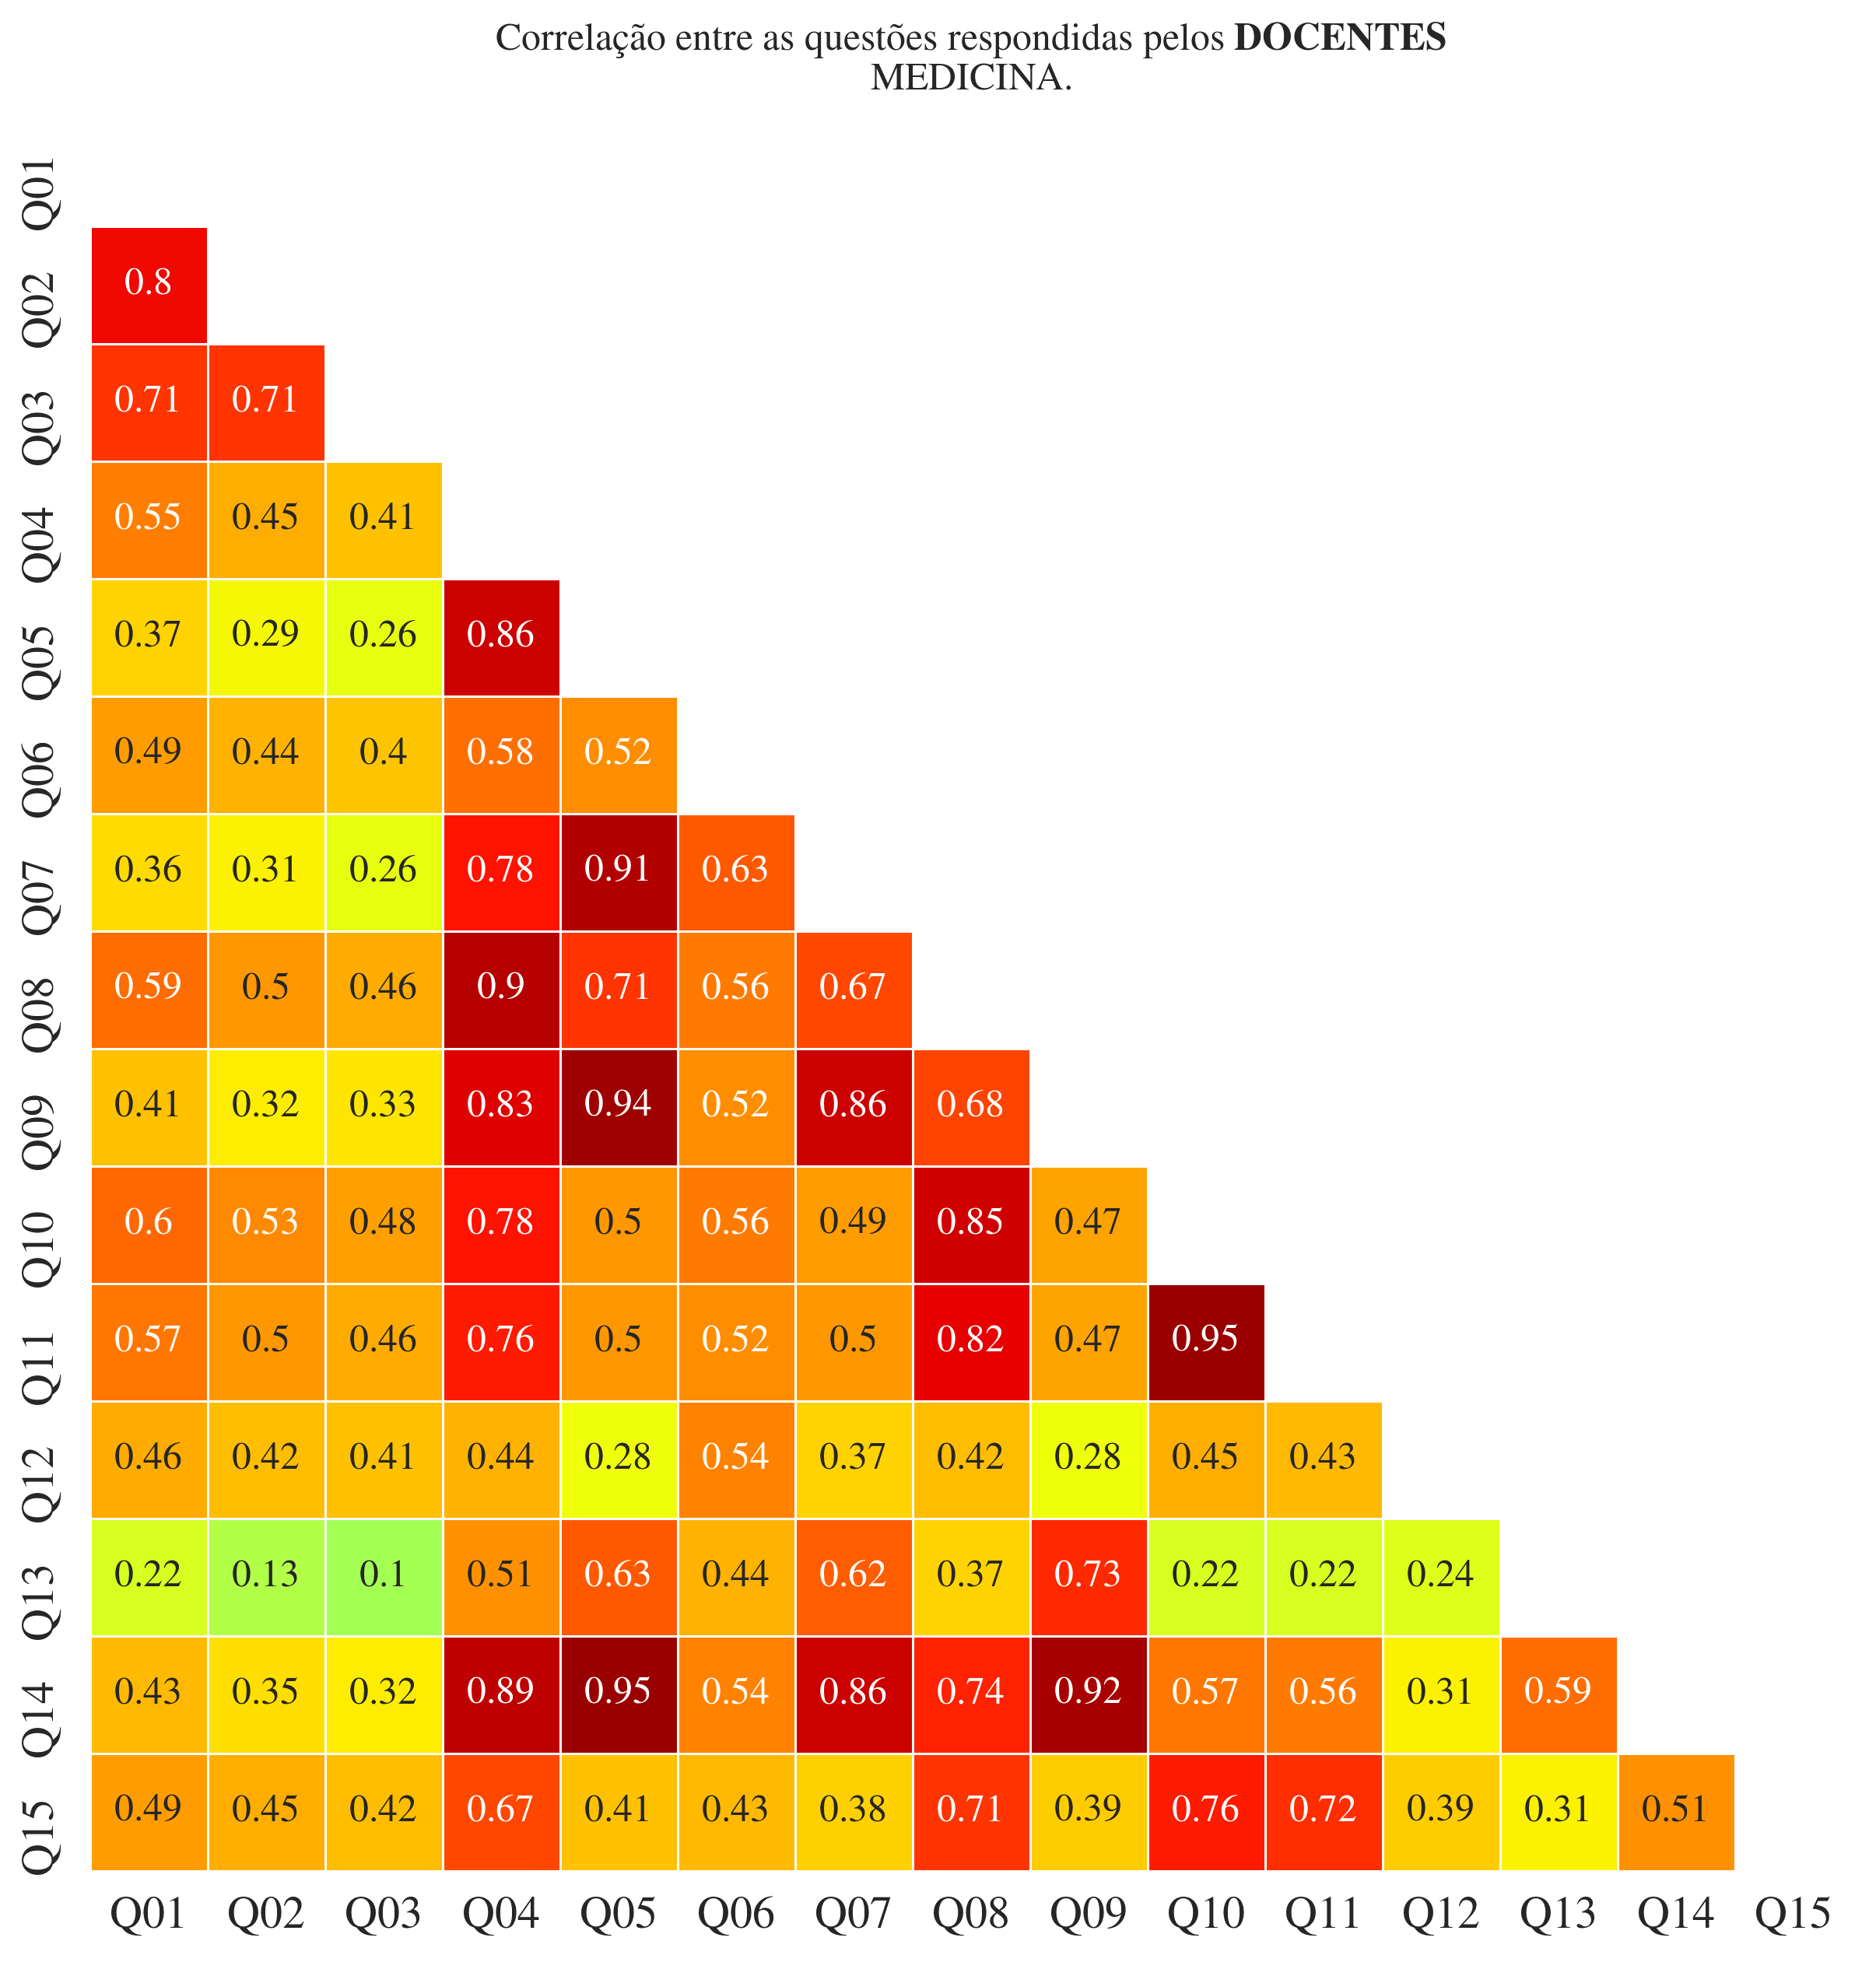 Correlação entre as questões respondidas pelos DOCENTES
MEDICINA.
Q01
Q02 0.8
Q03 0.71 0.71
Q04 0.55 0.45 0.41
Q05 0.37 0.29 0.26 0.86
Q06 0.49 0.44 0.4 0.58 0.52
Q07 0.36 0.31 0.26 0.78 0.91 0.63
Q08 0.59 0.5 0.46 0.9 0.71 0.56 0.67
Q09 0.41 0.32 0.33 0.83 0.94 0.52 0.86 0.68
Q10 0.6 0.53 0.48 0.78 0.5 0.56 0.49 0.85 0.47
Q11 0.57 0.5 0.46 0.76 0.5 0.52 0.5 0.82 0.47 0.95
Q12 0.46 0.42 0.41 0.44 0.28 0.54 0.37 0.42 0.28 0.45 0.43
Q13 0.22 0.13 0.1 0.51 0.63 0.44 0.62 0.37 0.73 0.22 0.22 0.24
Q14 0.43 0.35 0.32 0.89 0.95 0.54 0.86 0.74 0.92 0.57 0.56 0.31 0.59
Q15 0.49 0.45 0.42 0.67 0.41 0.43 0.38 0.71 0.39 0.76 0.72 0.39 0.31 0.51
Q01 Q02 Q03 Q04 Q05 Q06 Q07 Q08 Q09 Q10 Q11 Q12 Q13 Q14 Q15